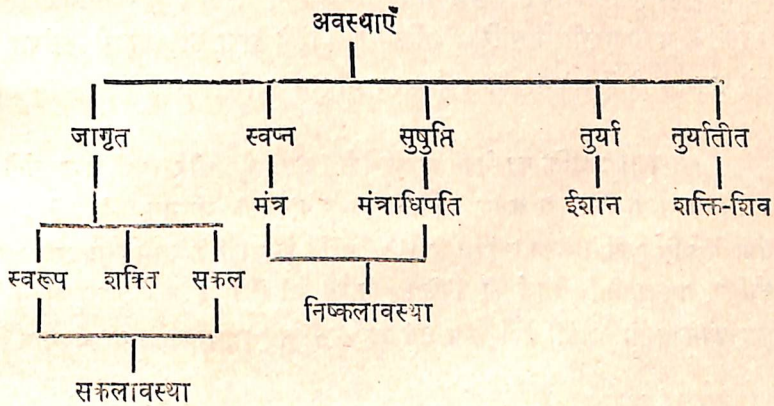 अवस्थाएँ
जागृत स्वप्न सुषुप्ति तुर्या तुर्यातीत
मंत्र मंत्राधिपति ईशान शक्ति-शिव
स्वरूप शक्ति सकल
निष्कलावस्था
सकलावस्था